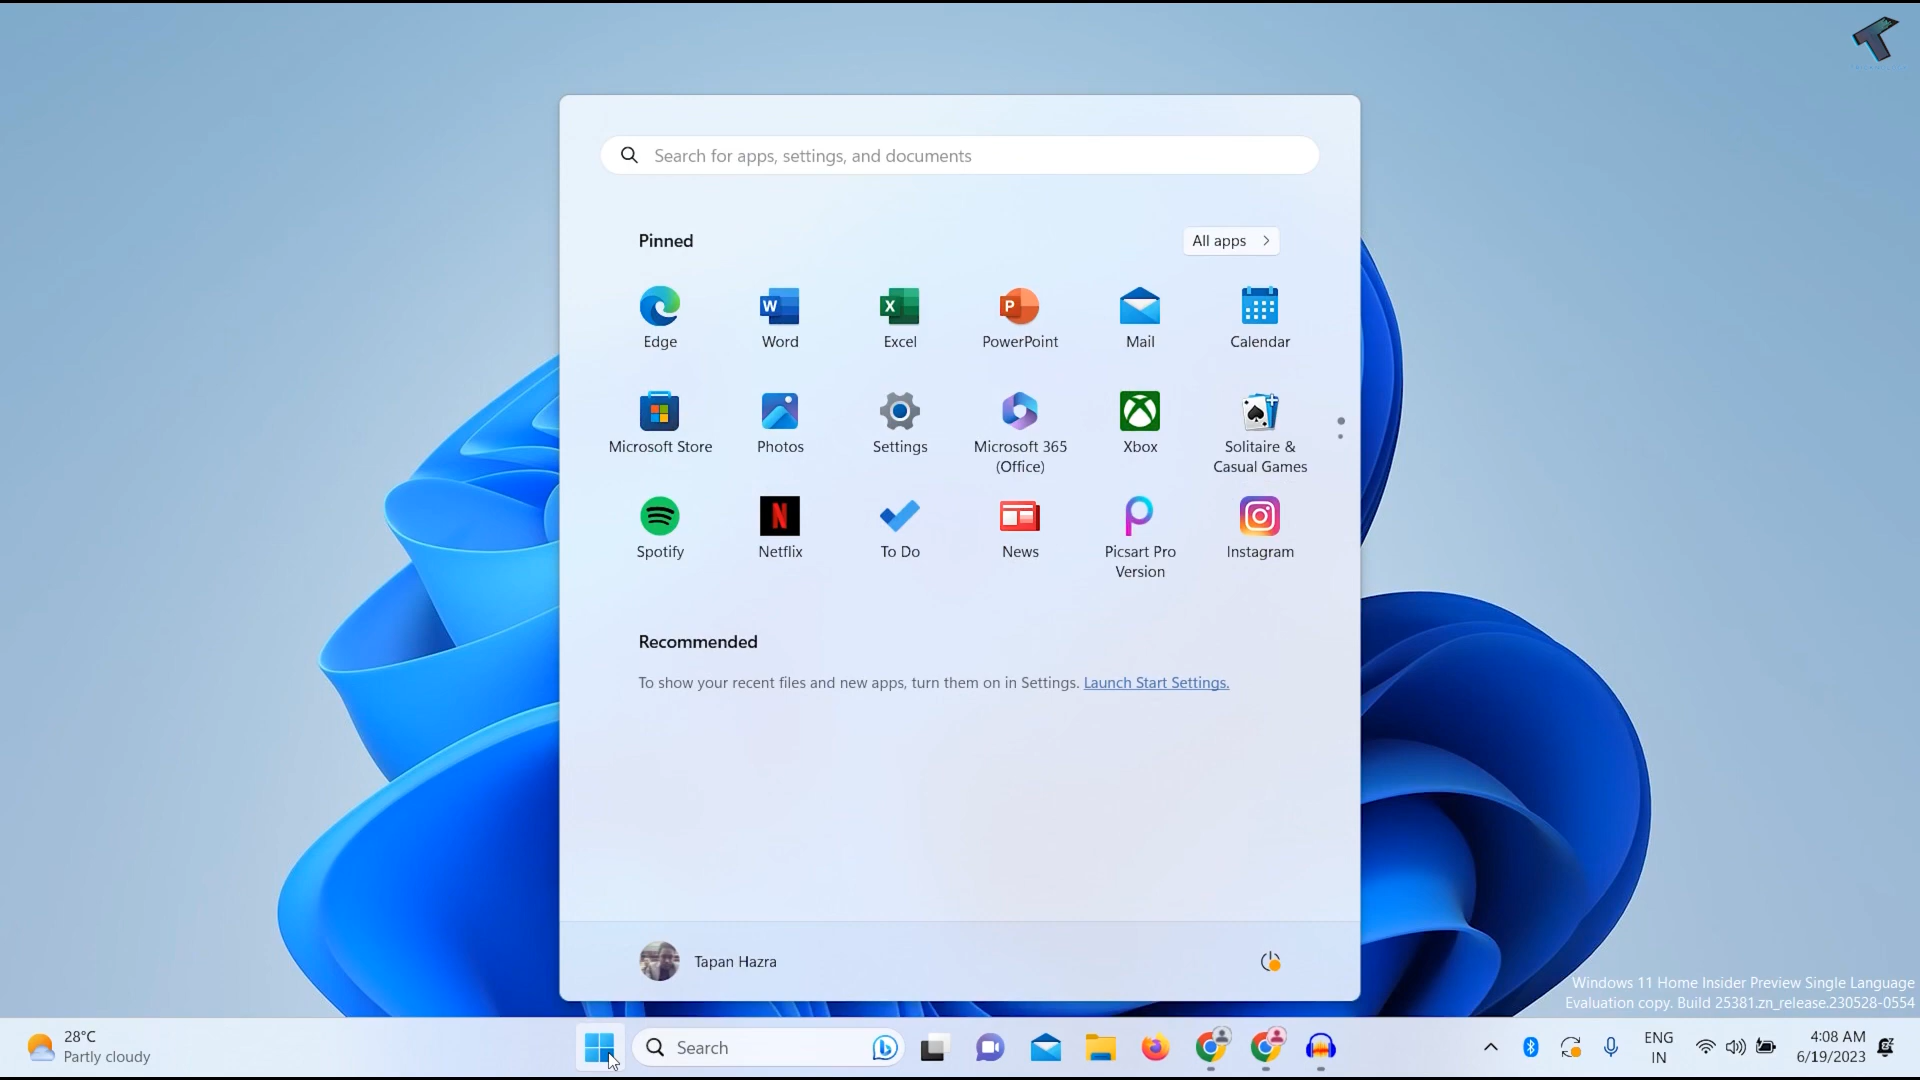 Search for apps, settings, and documents
Pinned
All apps
Edge
Word
Excel
PowerPoint
Mail
Calendar
Microsoft Store
Photos
Settings
Microsoft 365
(Office)
Xbox
Solitaire &
Casual Games
Spotify
Netflix
To Do
News
Picsart Pro
Version
Instagram
Recommended
To show your recent files and new apps, turn them on in Settings. Launch Start Settings.
Tapan Hazra
Windows 11 Home Insider Preview Single Language
Evaluation copy. Build 25381.zn_release.230528-0554
28°C
Partly cloudy
Search
ENG
IN
4:08 AM
6/19/2023